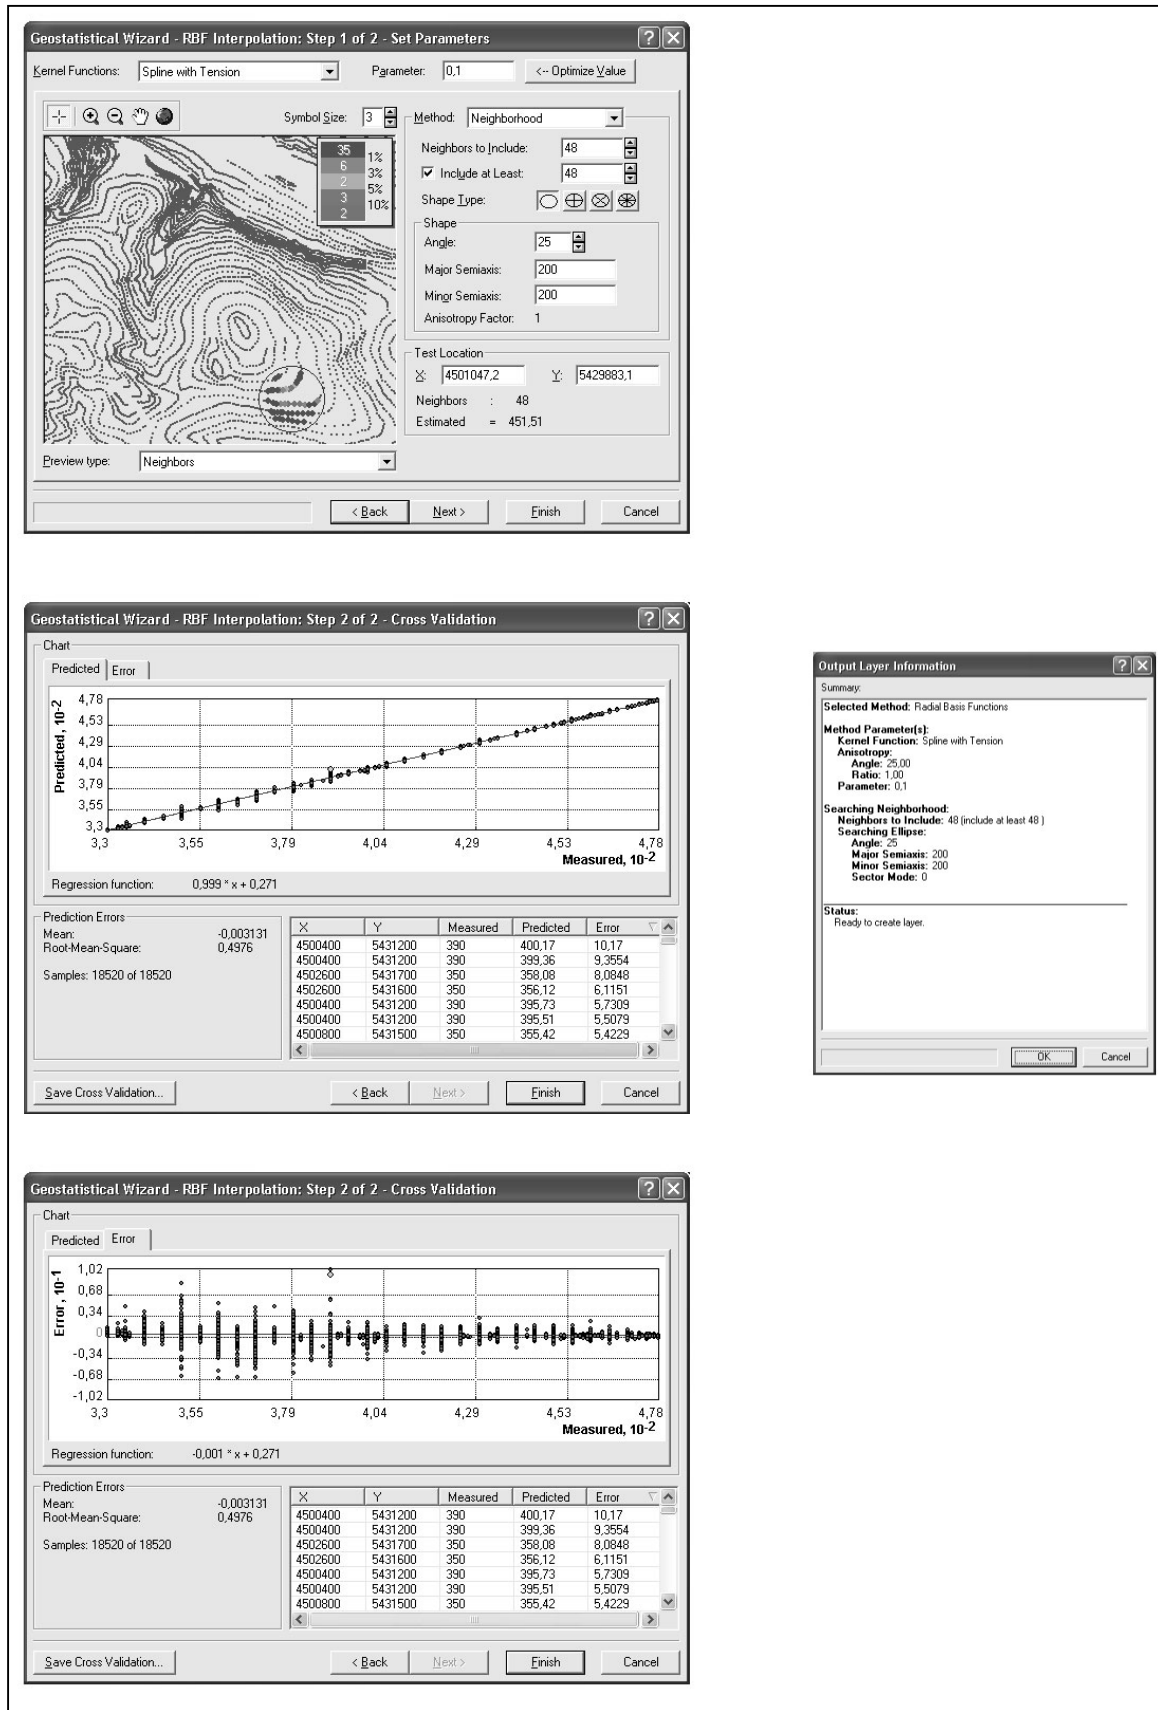 Geostatistical Wizard - RBF Interpolation: Step 1 of 2 - Set Parameters
Kernel Functions: Spline with Tension Parameter: 0,1 <-- Optimize Value
Symbol Size: 3 Method: Neighborhood
35
6
2
3
2
1%
3%
5%
10%
Neighbors to Include: 48
Include at Least: 48
Shape Type:
Shape
Angle: 25
Major Semiaxis: 200
Minor Semiaxis: 200
Anisotropy Factor: 1
Test Location
X: 4501047,2 Y: 5429883,1
Neighbors : 48
Estimated = 451,51
Preview type: Neighbors
< Back Next > Finish Cancel
Geostatistical Wizard - RBF Interpolation: Step 2 of 2 - Cross Validation
Chart
Predicted Error
Predicted, 10-2
4,78
4,53
4,29
4,04
3,79
3,55
3,3
3,3 3,55 3,79 4,04 4,29 4,53 4,78
Measured, 10-2
Regression function: 0,999 * x + 0,271
Prediction Errors
Mean: -0,003131
Root-Mean-Square: 0,4976
Samples: 18520 of 18520
X Y Measured Predicted Error
4500400 5431200 390 400,17 10,17
4500400 5431200 390 399,36 9,3554
4502600 5431700 350 358,08 8,0848
4502600 5431600 350 356,12 6,1151
4500400 5431200 390 395,73 5,7309
4500400 5431200 390 395,51 5,5079
4500800 5431500 350 355,42 5,4229
Save Cross Validation... < Back Next > Finish Cancel
Output Layer Information
Summary:
Selected Method: Radial Basis Functions
Method Parameter(s):
Kernel Function: Spline with Tension
Anisotropy:
Angle: 25,00
Ratio: 1,00
Parameter: 0,1
Searching Neighborhood:
Neighbors to Include: 48 (include at least 48 )
Searching Ellipse:
Angle: 25
Major Semiaxis: 200
Minor Semiaxis: 200
Sector Mode: 0
Status:
Ready to create layer.
OK Cancel
Geostatistical Wizard - RBF Interpolation: Step 2 of 2 - Cross Validation
Chart
Predicted Error
Error, 10-1
1,02
0,68
0,34
0
-0,34
-0,68
-1,02
3,3 3,55 3,79 4,04 4,29 4,53 4,78
Measured, 10-2
Regression function: -0,001 * x + 0,271
Prediction Errors
Mean: -0,003131
Root-Mean-Square: 0,4976
Samples: 18520 of 18520
X Y Measured Predicted Error
4500400 5431200 390 400,17 10,17
4500400 5431200 390 399,36 9,3554
4502600 5431700 350 358,08 8,0848
4502600 5431600 350 356,12 6,1151
4500400 5431200 390 395,73 5,7309
4500400 5431200 390 395,51 5,5079
4500800 5431500 350 355,42 5,4229
Save Cross Validation... < Back Next > Finish Cancel